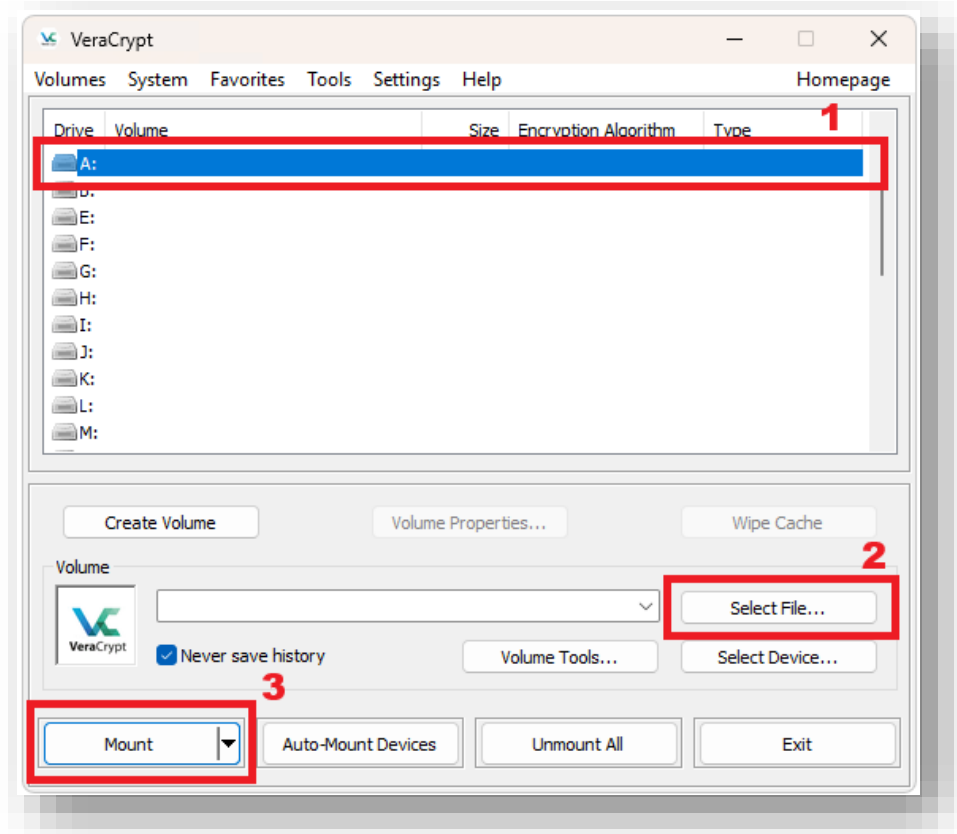 VeraCrypt
Volumes System Favorites Tools Settings Help Homepage
1
Drive Volume Size Encryption Algorithm Type
A:
B:
E:
F:
G:
H:
I:
J:
K:
L:
M:
Create Volume Volume Properties... Wipe Cache
2
Volume
Select File...
VeraCrypt
Never save history Volume Tools... Select Device...
3
Mount Auto-Mount Devices Unmount All Exit